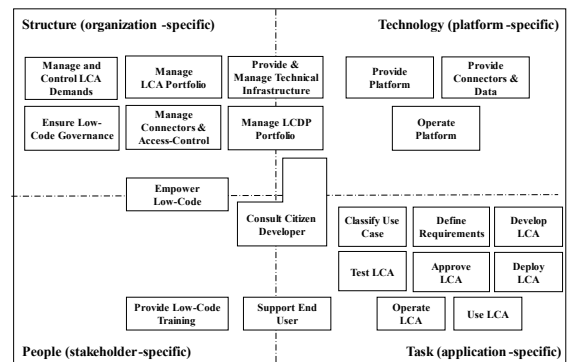 Structure (organization-specific)
Technology (platform-specific)
Manage and
Control LCA
Demands
Manage
LCA Portfolio
Provide &
Manage Technical
Infrastructure
Provide
Platform
Provide
Connectors &
Data
Ensure Low-
Code Governance
Manage
Connectors &
Access-Control
Manage LCDP
Portfolio
Operate
Platform
Empower
Low-Code
Consult Citizen
Developer
Classify Use
Case
Define
Requirements
Develop
LCA
Test LCA
Approve
LCA
Deploy
LCA
Provide Low-Code
Training
Support End
User
Operate
LCA
Use LCA
People (stakeholder-specific)
Task (application-specific)